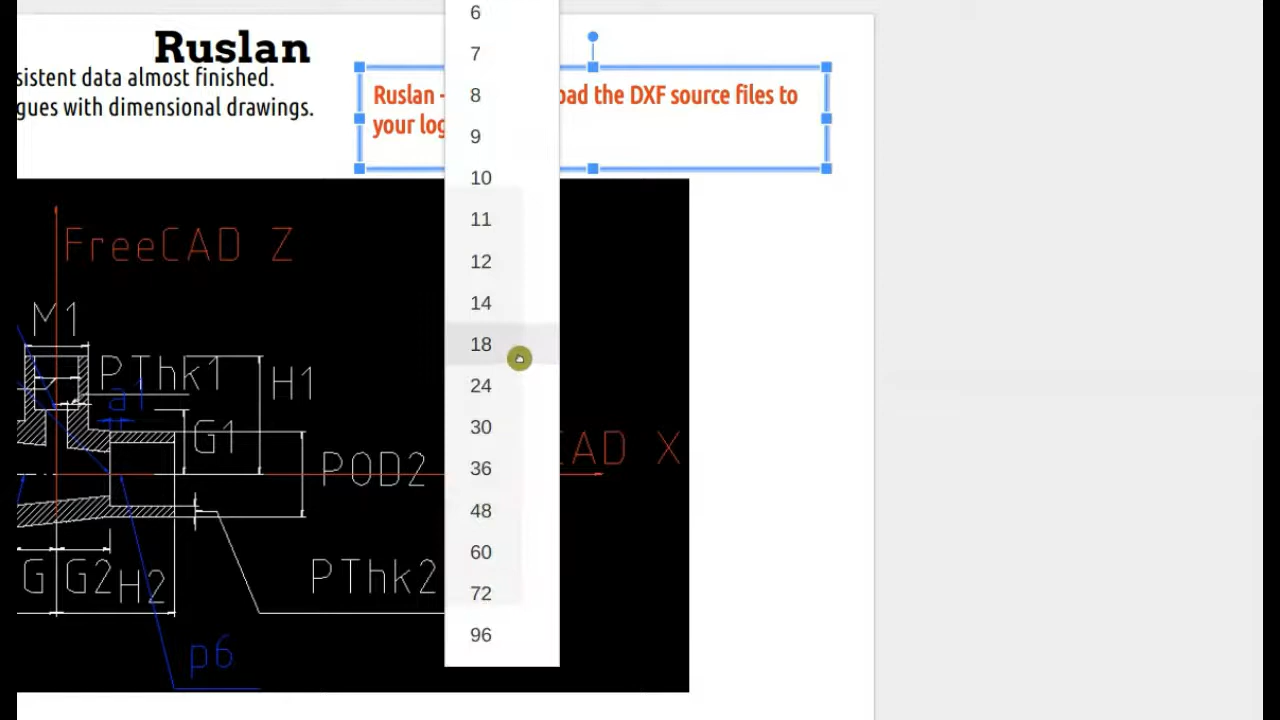 Ruslan
sistent data almost finished.
gues with dimensional drawings.
Ruslan - oad the DXF source files to
your log
6
7
8
9
10
11
12
14
18
24
30
36
48
60
72
96
FreeCAD Z
M1
PThk1
H1
a1
G1
POD2
CAD X
G
G2
H2
PThk2
p6